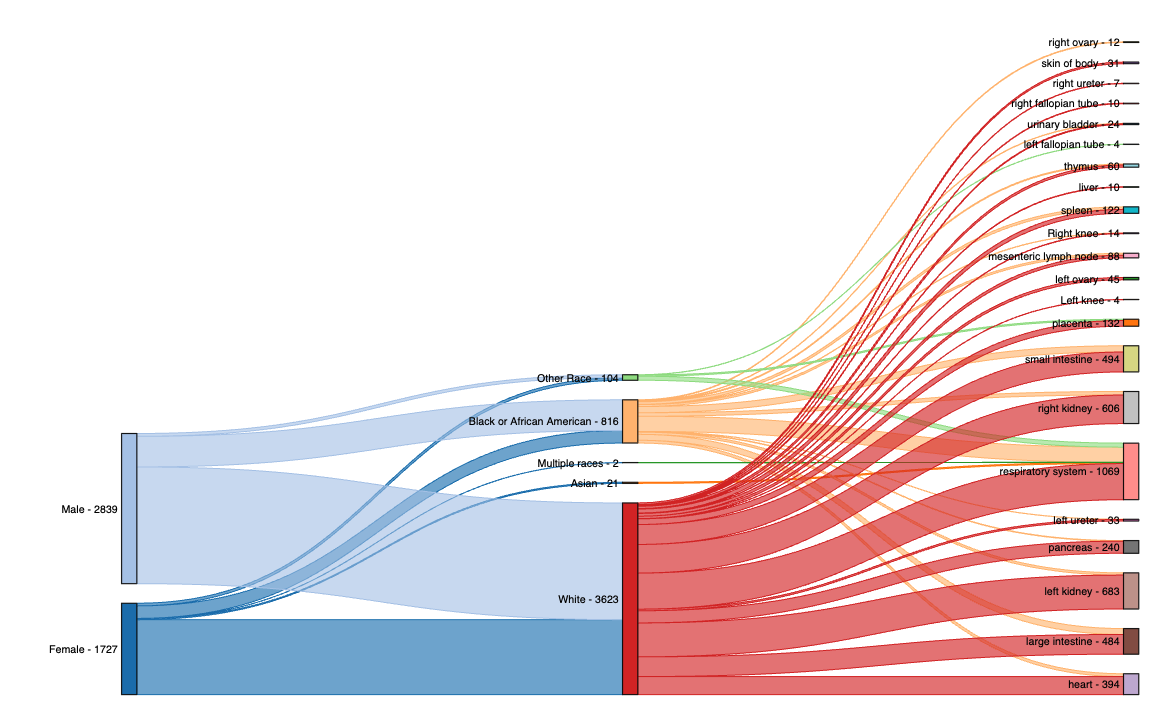 right ovary - 12
skin of body - 31
right ureter - 7
right fallopian tube - 10
urinary bladder - 24
left fallopian tube - 4
thymus - 60
liver - 10
spleen - 122
Right knee - 14
mesenteric lymph node - 88
left ovary - 45
Left knee - 4
placenta - 132
small intestine - 494
Other Race - 104
right kidney - 606
Black or African American - 816
Multiple races - 2
respiratory system - 1069
Asian - 21
Male - 2839
left ureter - 33
pancreas - 240
left kidney - 683
White - 3623
large intestine - 484
Female - 1727
heart - 394